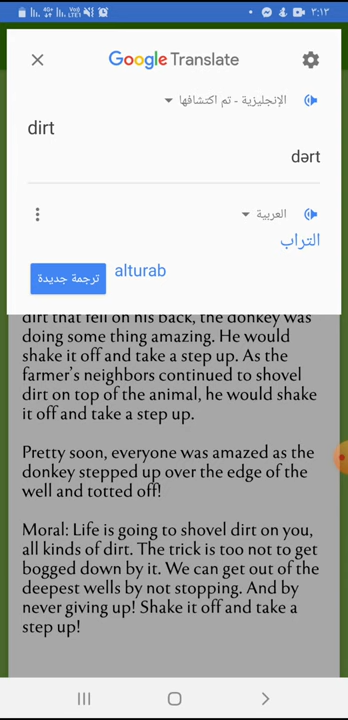 ٣:١٣
Google Translate
الإنجليزية - تم اكتشافها
dirt
dərt
العربية
التراب
ترجمة جديدة
alturab
dirt that fell on his back, the donkey was
doing some thing amazing. He would
shake it off and take a step up. As the
farmer's neighbors continued to shovel
dirt on top of the animal, he would shake
it off and take a step up.
Pretty soon, everyone was amazed as the
donkey stepped up over the edge of the
well and totted off!
Moral: Life is going to shovel dirt on you,
all kinds of dirt. The trick is too not to get
bogged down by it. We can get out of the
deepest wells by not stopping. And by
never giving up! Shake it off and take a
step up!